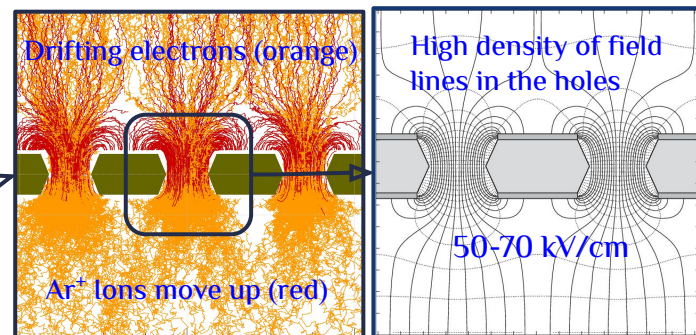 Drifting electrons (orange)
Ar⁺ Ions move up (red)
High density of field
lines in the holes
50-70 kV/cm